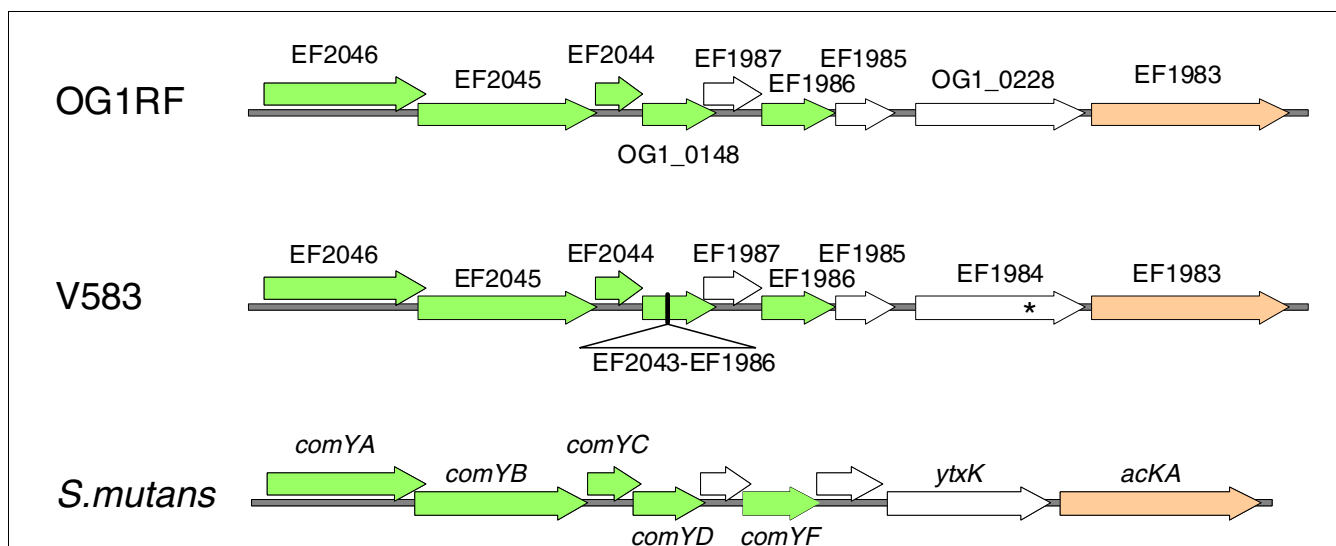 EF2046 EF2045 EF2044 EF1987 EF1986 EF1985 OG1_0228 EF1983
OG1RF
OG1_0148
EF2046 EF2045 EF2044 EF1987 EF1986 EF1985 EF1984 EF1983
V583
*
EF2043-EF1986
comYA comYB comYC ytxK acKA
S.mutans
comYD comYF